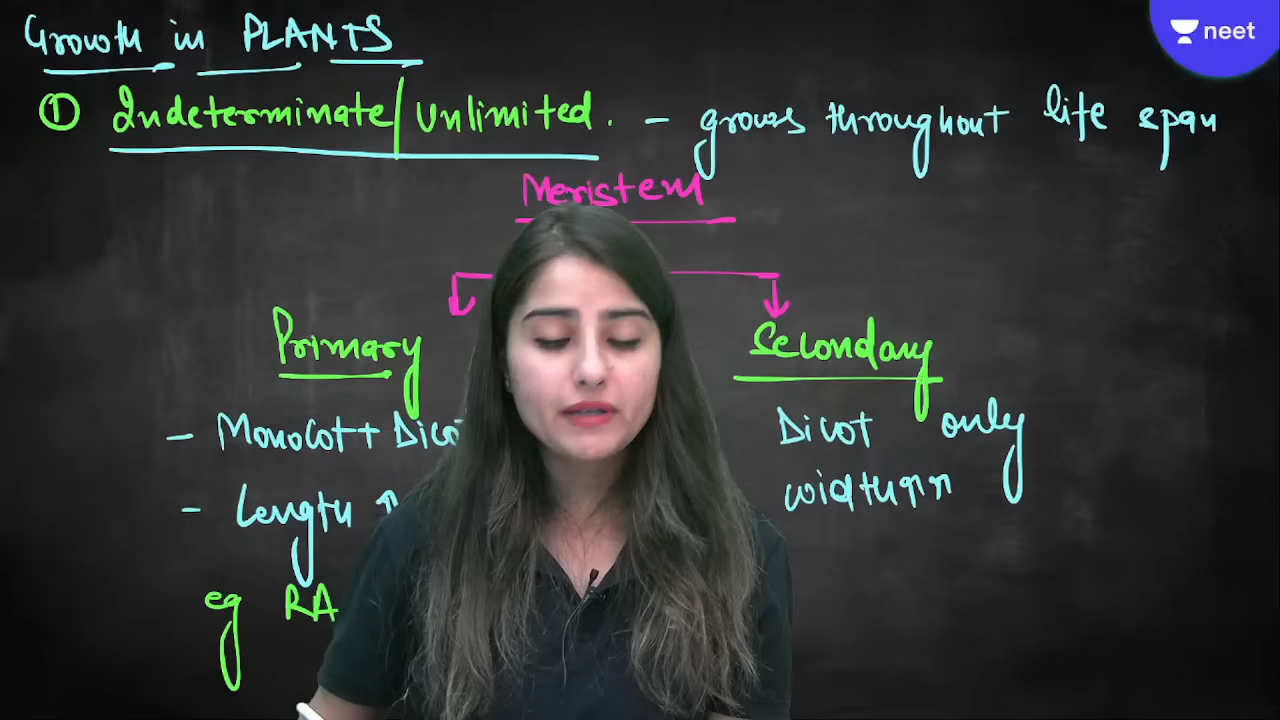 Growth in PLANTS
neet
① Indeterminate/Unlimited. - grows throughout life span
Meristem
Primary
Secondary
- Monocot + Dicot
Dicot only
- Length ↑
width ↑
eg RA